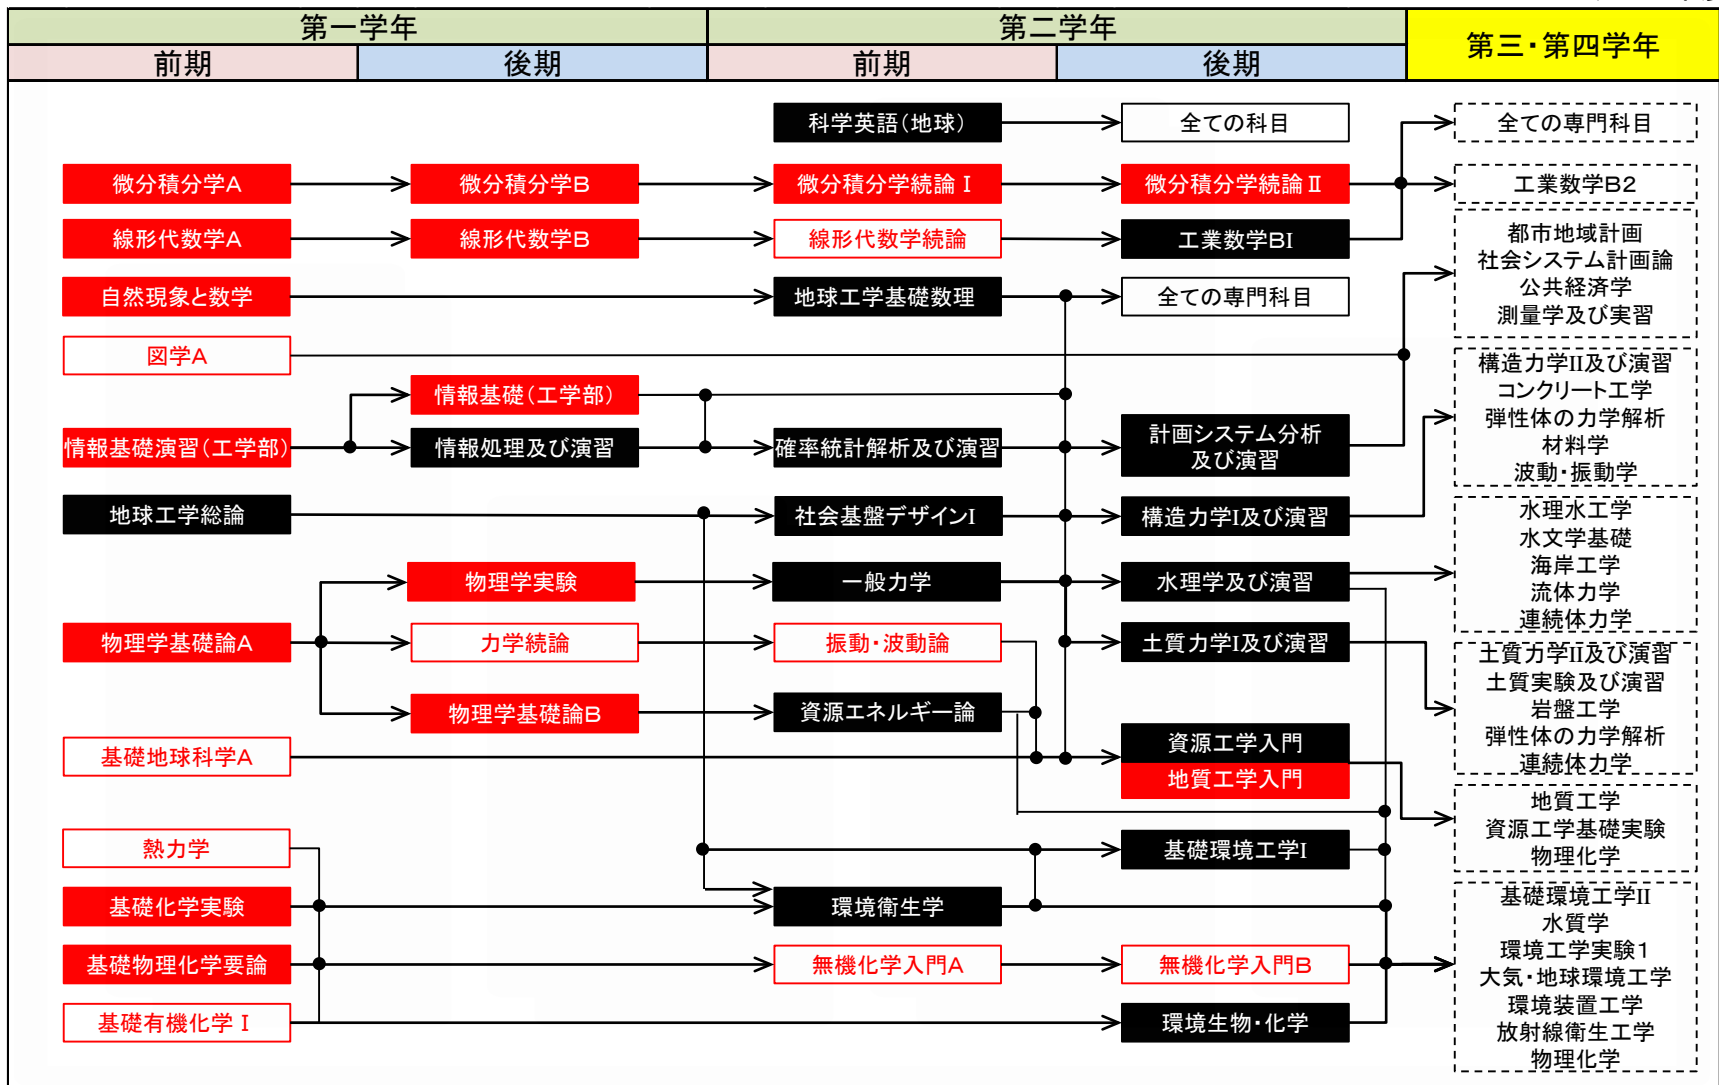 第一学年
第二学年
第三・第四学年
前期
後期
前期
後期
科学英語（地球）
全ての科目
全ての専門科目
微分積分学A
微分積分学B
微分積分学続論Ⅰ
微分積分学続論Ⅱ
工業数学B2
線形代数学A
線形代数学B
線形代数学続論
工業数学BI
都市地域計画
社会システム計画論
公共経済学
測量学及び実習
自然現象と数学
地球工学基礎数理
全ての専門科目
図学A
構造力学II及び演習
コンクリート工学
弾性体の力学解析
材料学
波動・振動学
情報基礎（工学部）
情報基礎演習（工学部）
情報処理及び演習
確率統計解析及び演習
計画システム分析
及び演習
地球工学総論
社会基盤デザインI
構造力学I及び演習
水理水工学
水文学基礎
海岸工学
流体力学
連続体力学
物理学実験
一般力学
水理学及び演習
物理学基礎論A
力学続論
振動・波動論
土質力学I及び演習
土質力学II及び演習
土質実験及び演習
岩盤工学
弾性体の力学解析
連続体力学
物理学基礎論B
資源エネルギー論
基礎地球科学A
資源工学入門
地質工学入門
地質工学
資源工学基礎実験
物理化学
熱力学
基礎環境工学I
基礎化学実験
環境衛生学
基礎環境工学II
水質学
環境工学実験1
大気・地球環境工学
環境装置工学
放射線衛生工学
物理化学
基礎物理化学要論
無機化学入門A
無機化学入門B
基礎有機化学Ⅰ
環境生物・化学